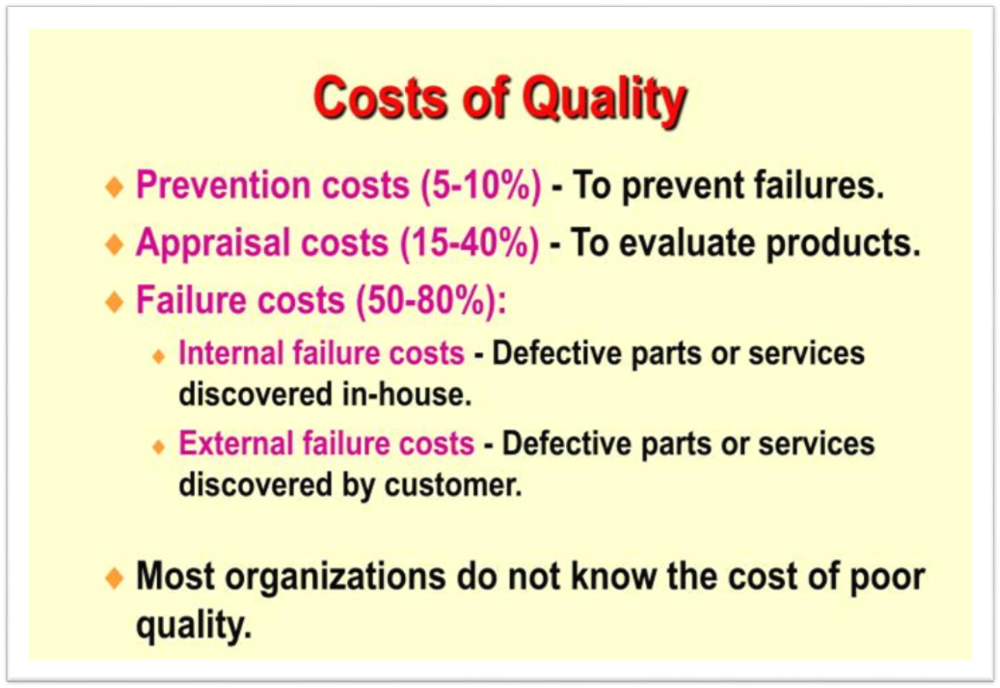 Costs of Quality
Prevention costs (5-10%) - To prevent failures.
Appraisal costs (15-40%) - To evaluate products.
Failure costs (50-80%):
Internal failure costs - Defective parts or services
discovered in-house.
External failure costs - Defective parts or services
discovered by customer.
Most organizations do not know the cost of poor
quality.